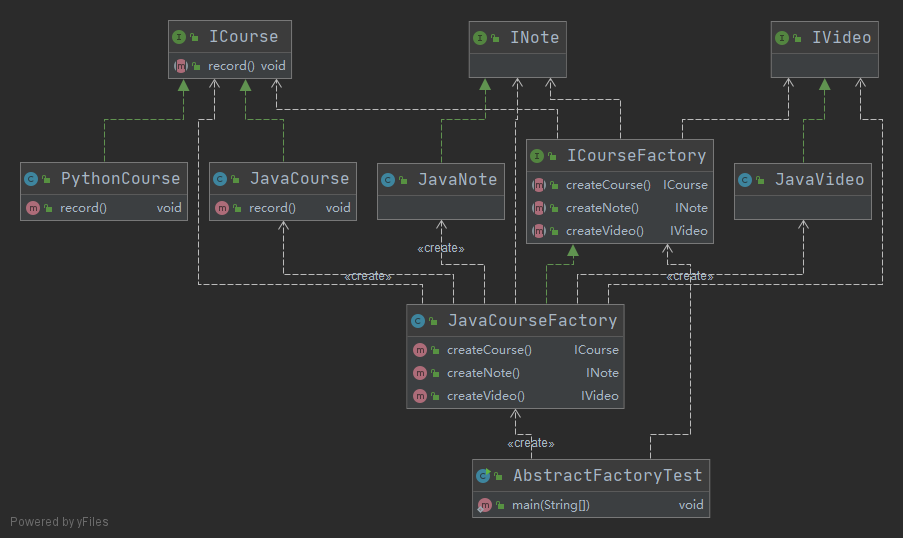 ICourse
record() void
INote
IVideo
PythonCourse
record() void
JavaCourse
record() void
JavaNote
ICourseFactory
createCourse() ICourse
createNote() INote
createVideo() IVideo
JavaVideo
«create»
«create»
«create»
JavaCourseFactory
createCourse() ICourse
createNote() INote
createVideo() IVideo
«create»
AbstractFactoryTest
main(String[]) void
Powered by yFiles